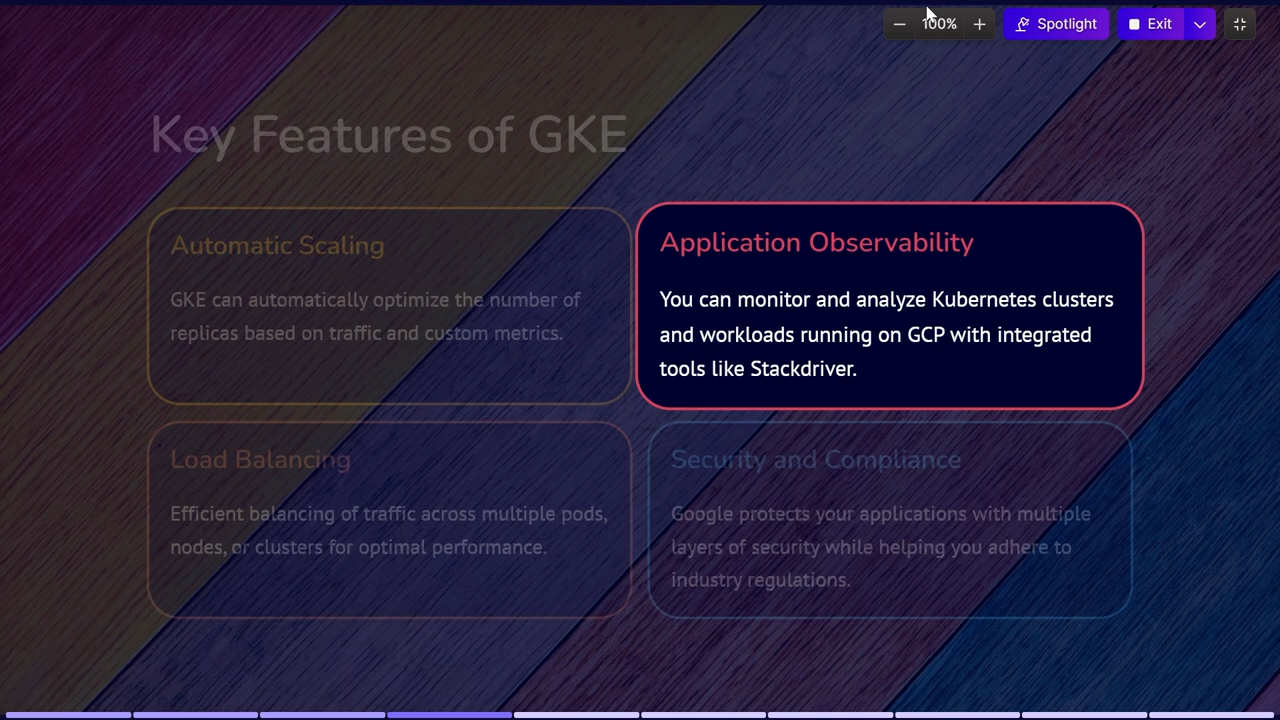 100%
Spotlight
Exit
Key Features of GKE
Automatic Scaling
GKE can automatically optimize the number of
replicas based on traffic and custom metrics.
Application Observability
You can monitor and analyze Kubernetes clusters
and workloads running on GCP with integrated
tools like Stackdriver.
Load Balancing
Efficient balancing of traffic across multiple pods,
nodes, or clusters for optimal performance.
Security and Compliance
Google protects your applications with multiple
layers of security while helping you adhere to
industry regulations.